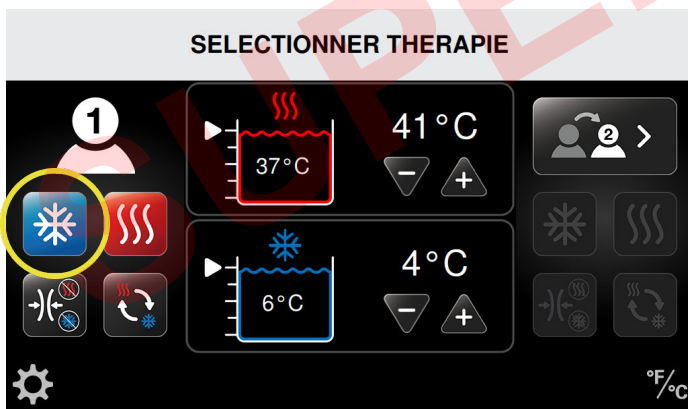 SELECTIONNER THERAPIE
1
37°C
41°C
− +
2 >
6°C
4°C
− +
°F/°C